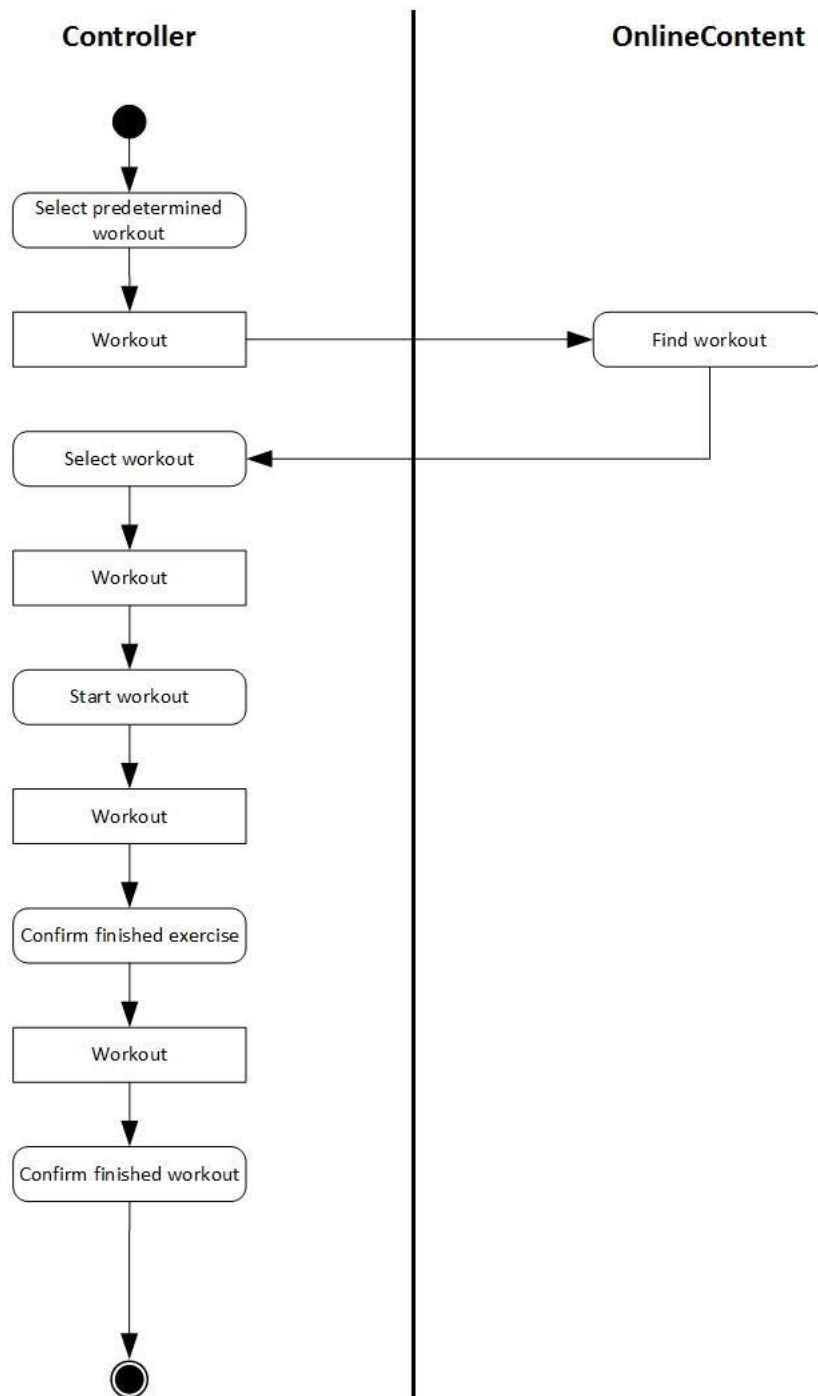 Controller
OnlineContent
Select predetermined
workout
Workout
Find workout
Select workout
Workout
Start workout
Workout
Confirm finished exercise
Workout
Confirm finished workout